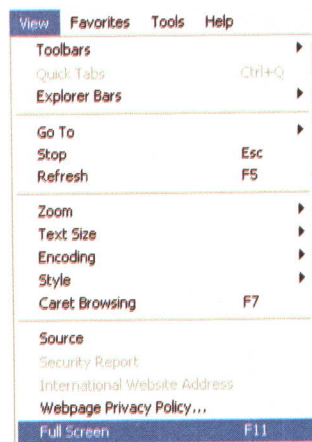 View Favorites Tools Help
Toolbars
Quick Tabs Ctrl+Q
Explorer Bars
Go To
Stop Esc
Refresh F5
Zoom
Text Size
Encoding
Style
Caret Browsing F7
Source
Security Report
International Website Address
Webpage Privacy Policy...
Full Screen F11